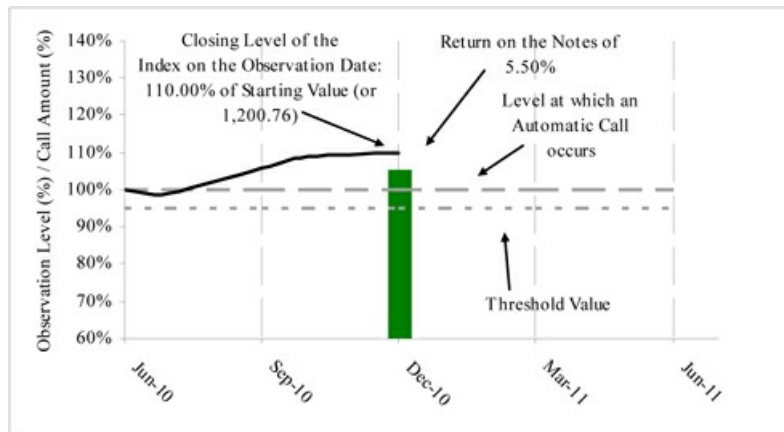 Observation Level (%) / Call Amount (%)
140%
130%
120%
110%
100%
90%
80%
70%
60%
Closing Level of the
Index on the Observation Date:
110.00% of Starting Value (or
1,200.76)
Return on the Notes of
5.50%
Level at which an
Automatic Call
occurs
Threshold Value
Jun-10
Sep-10
Dec-10
Mar-11
Jun-11